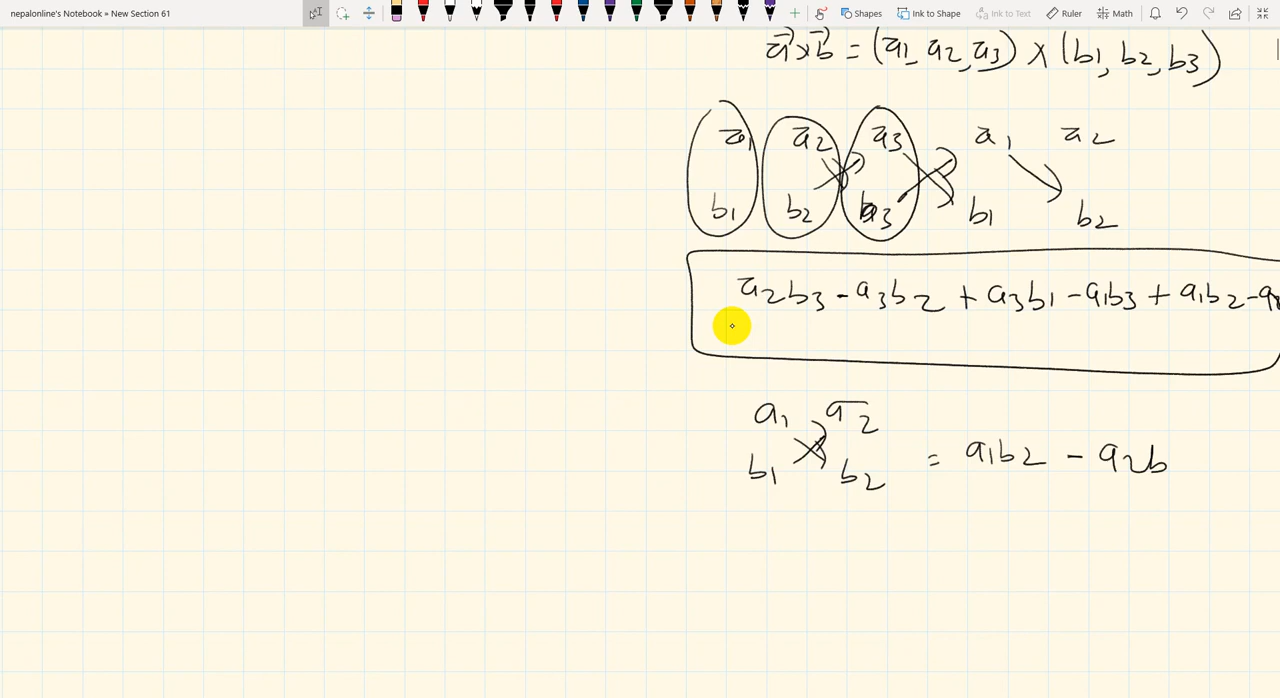 nepalonline's Notebook » New Section 61 Shapes Ink to Shape Ink to Text Ruler Math
a⃗ x b⃗ = (a1, a2, a3) × (b1, b2, b3)
a1 a2 a3 a1 a2
b1 b2 b1 b2
a2b3 - a3b2 + a3b1 - a1b3 + a1b2 - a
a1 a2
b1 b2 = a1b2 - a2b